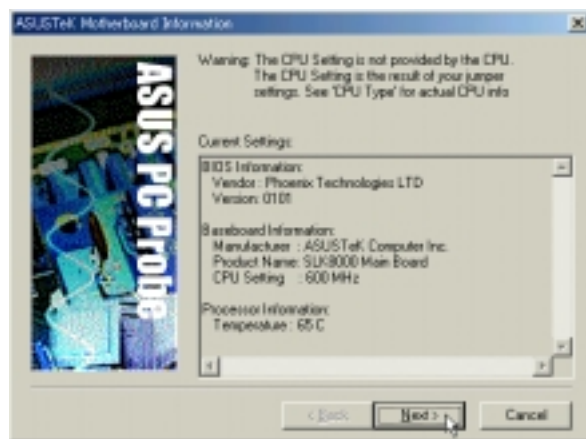 ASUSTeK Motherboard Information
ASUS PC Probe
Warning: The CPU Setting is not provided by the CPU.
The CPU Setting is the result of your jumper
settings. See 'CPU Type' for actual CPU info
Current Settings:
BIOS Information:
Vendor : Phoenix Technologies LTD
Version: 0101
Baseboard Information:
Manufacturer : ASUSTeK Computer Inc.
Product Name: SLK8000 Main Board
CPU Setting : 600 MHz
Processor Information:
Temperature : 65 C
< Back
Next >
Cancel